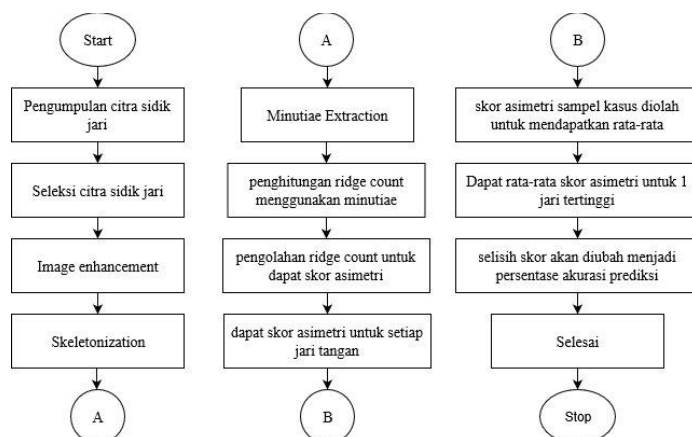 Start
Pengumpulan citra sidik
jari
Seleksi citra sidik jari
Image enhancement
Skeletonization
A
A
Minutiae Extraction
penghitungan ridge count
menggunakan minutiae
pengolahan ridge count untuk
dapat skor asimetri
dapat skor asimetri untuk setiap
jari tangan
B
B
skor asimetri sampel kasus diolah
untuk mendapatkan rata-rata
Dapat rata-rata skor asimetri untuk 1
jari tertinggi
selisih skor akan diubah menjadi
persentase akurasi prediksi
Selesai
Stop